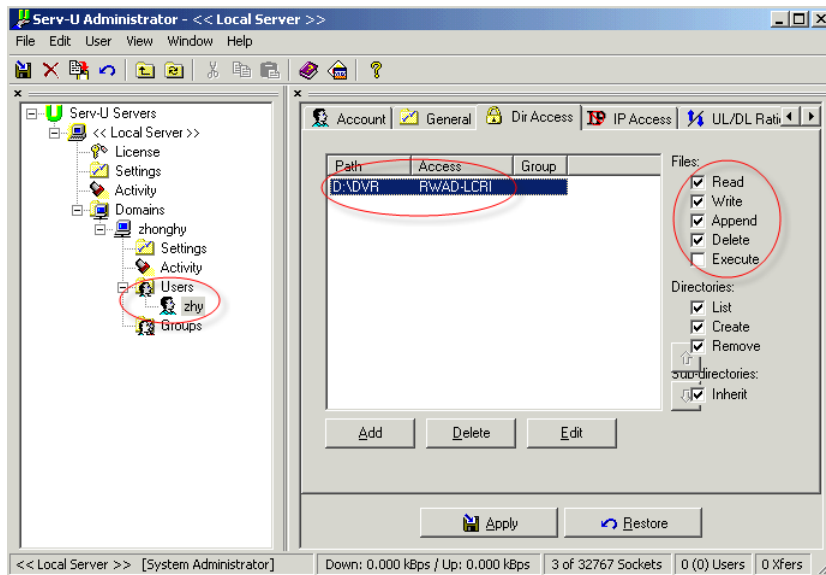 Serv-U Administrator - << Local Server >>
File Edit User View Window Help
Serv-U Servers
<< Local Server >>
License
Settings
Activity
Domains
zhonghy
Settings
Activity
Users
zhy
Groups
Account General Dir Access IP Access UL/DL Rati
Path Access Group
D:\DVR RWAD-LCRI
Files:
Read
Write
Append
Delete
Execute
Directories:
List
Create
Remove
Sub-directories:
Inherit
Add Delete Edit
Apply Restore
<< Local Server >> [System Administrator] Down: 0.000 kBps / Up: 0.000 kBps 3 of 32767 Sockets 0 (0) Users 0 Xfers